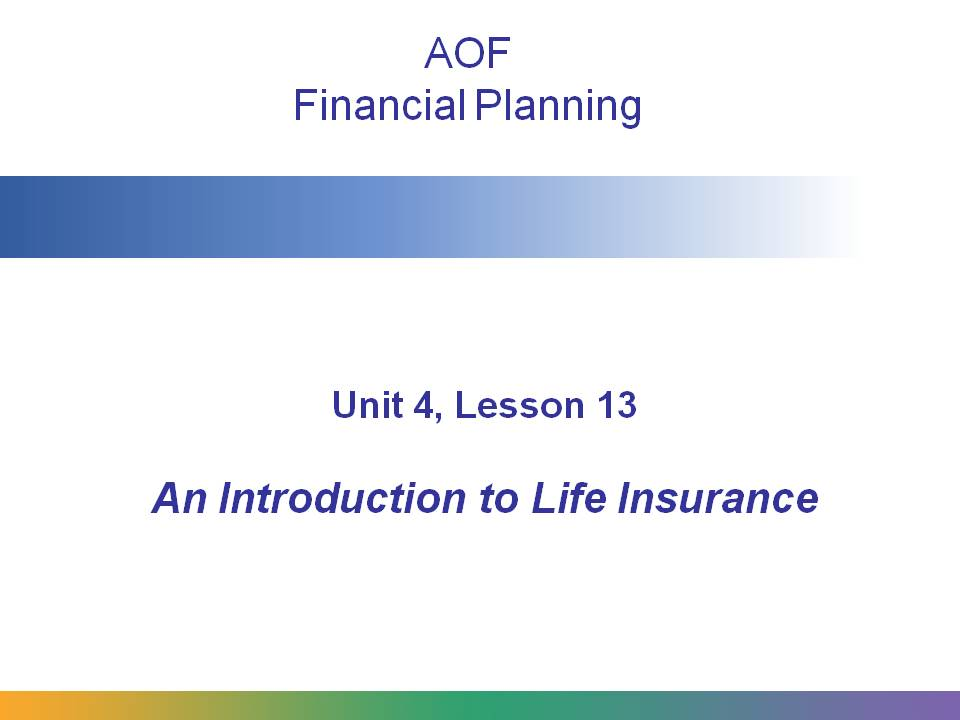 AOF
Financial Planning
Unit 4, Lesson 13
An Introduction to Life Insurance